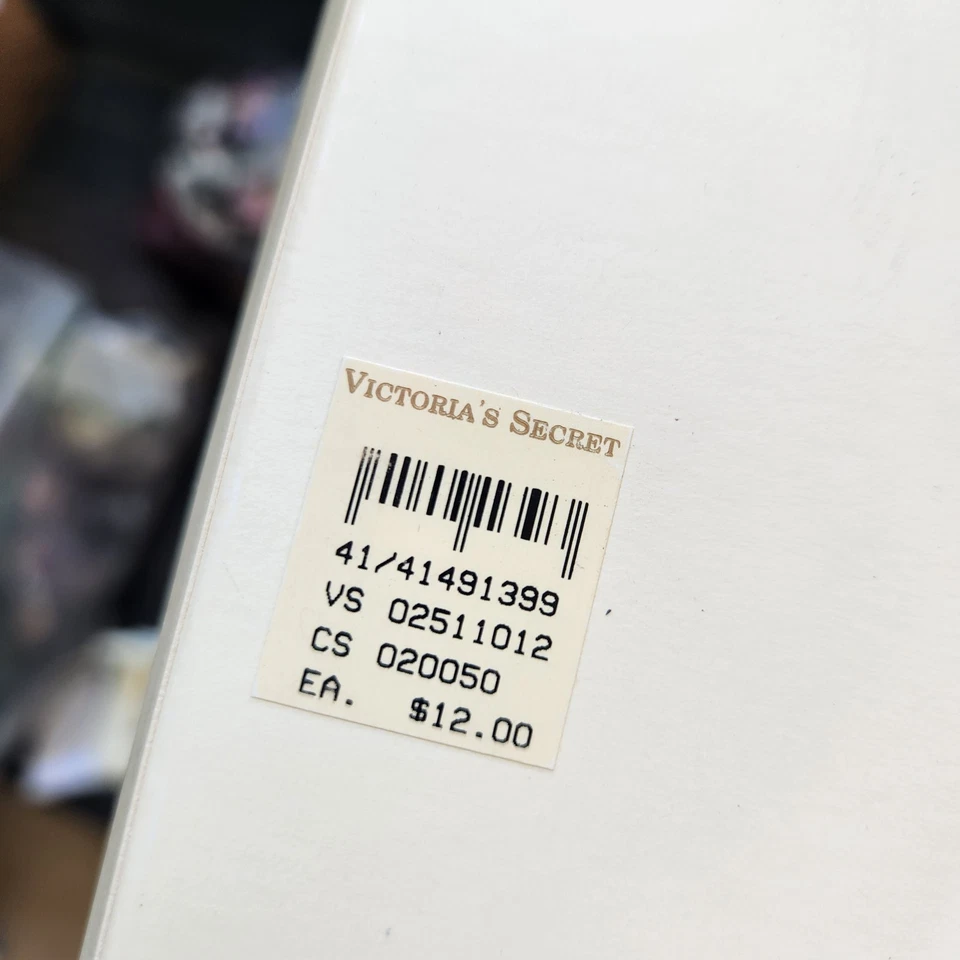 VICTORIA'S SECRET
41/41491399
VS 02511012
CS 020050
EA. $12.00